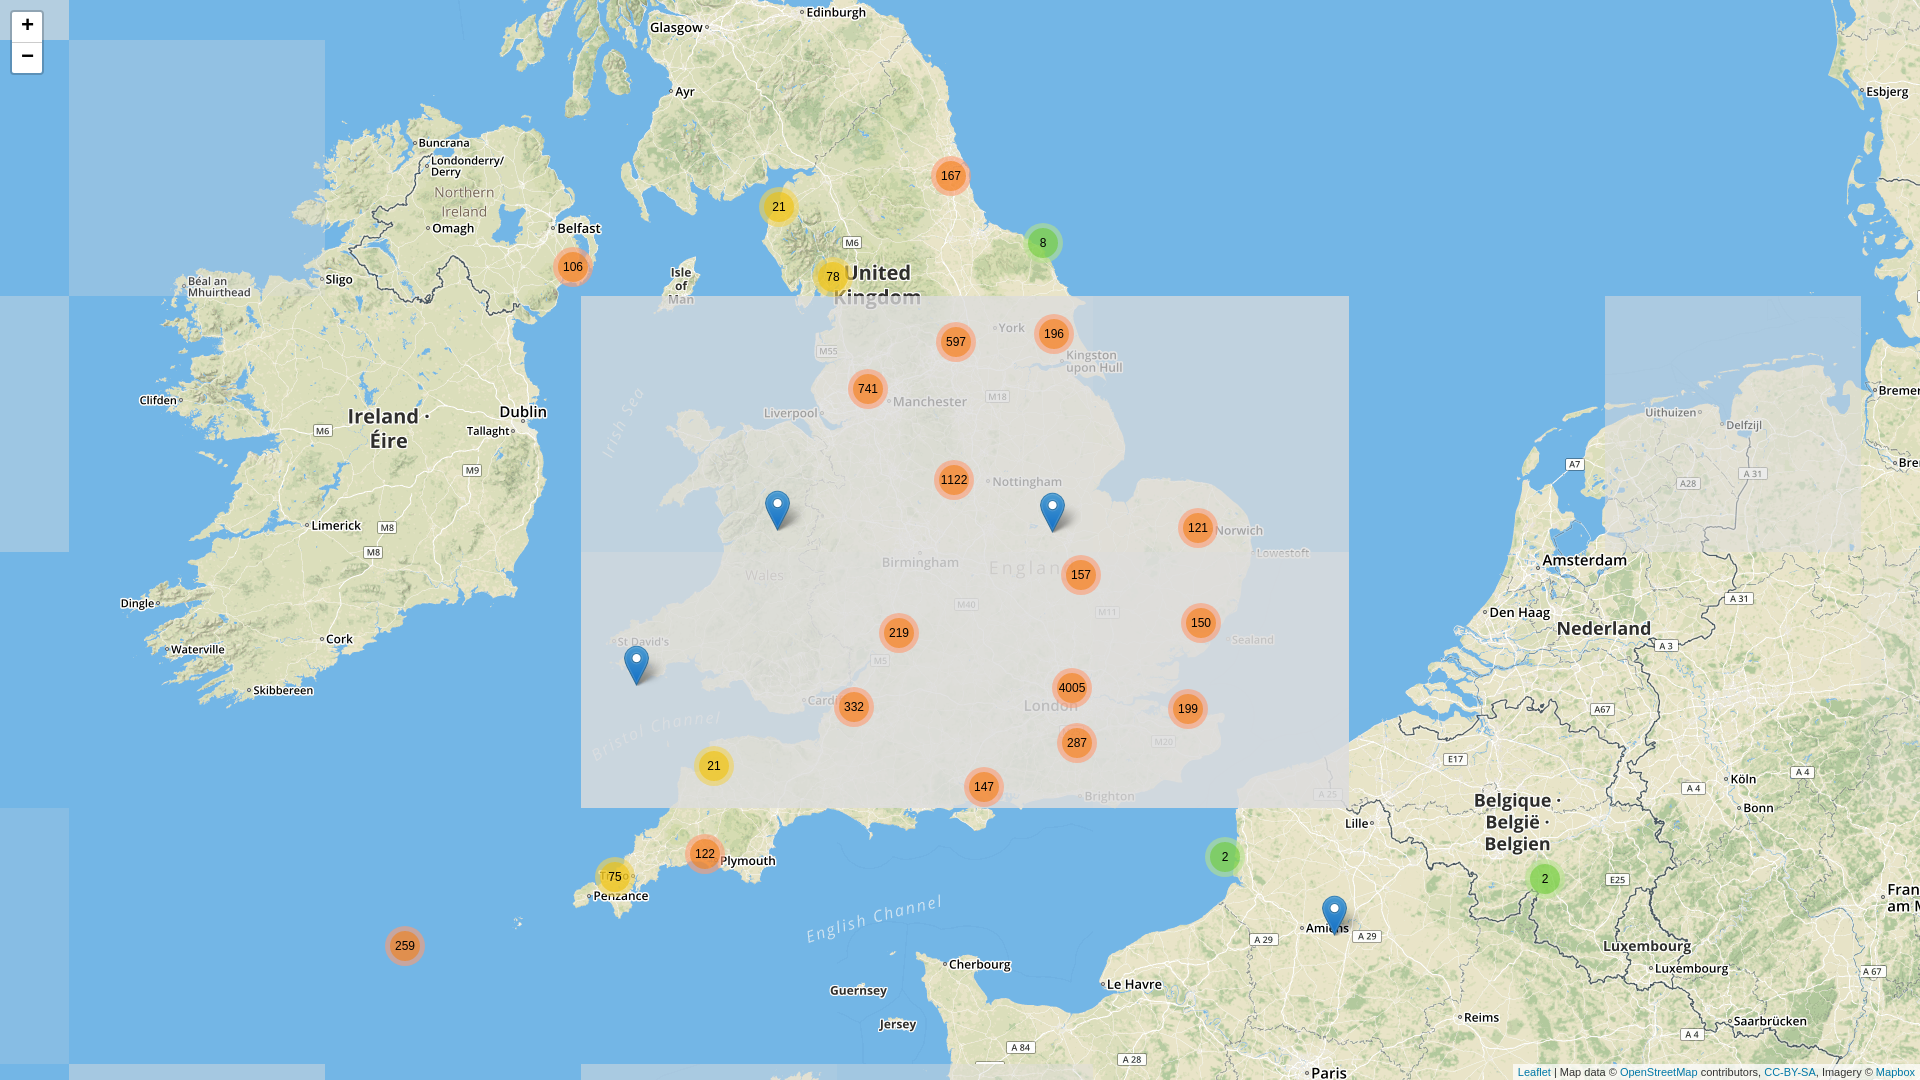 +
−
Glasgow
Edinburgh
Ayr
Esbjerg
Buncrana
Londonderry/
Derry
Northern
Ireland
Omagh
Belfast
167
21
8
M6
106
78
United
Kingdom
Isle
of
Man
Sligo
Béal an
Mhuirthead
597
York
196
M55
Kingston
upon Hull
741
Manchester
M18
Liverpool
Irish Sea
Clifden
Ireland ·
Éire
Dublin
Tallaght
M6
M9
Uithuizen
Delfzijl
Bremer
A7
A 31
A28
Bre
1122
Nottingham
Limerick
M8
M8
121
Norwich
Lowestoft
Birmingham
Wales
Englan
157
M40
M11
Amsterdam
A 31
Den Haag
Nederland
A 3
Dingle
Cork
Waterville
Skibbereen
St David's
219
M5
150
Sealand
4005
London
199
332
Cardi
287
M20
Bristol Channel
21
147
Brighton
A 25
A67
E17
A 4
Köln
A 4
Bonn
Belgique ·
België ·
Belgien
Lille
122
Plymouth
75
Penzance
2
2
E25
Fran
am M
259
English Channel
Amiens
A 29
A 29
Luxembourg
Luxembourg
A 67
Cherbourg
Le Havre
Guernsey
Jersey
Reims
Saarbrücken
A 84
A 28
A 4
Paris
Leaflet | Map data © OpenStreetMap contributors, CC-BY-SA, Imagery © Mapbox